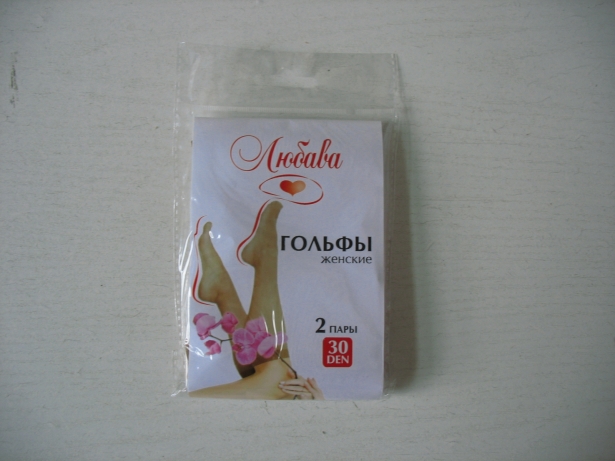 Любава
ГОЛЬФЫ
женские
2 ПАРЫ
30
DEN